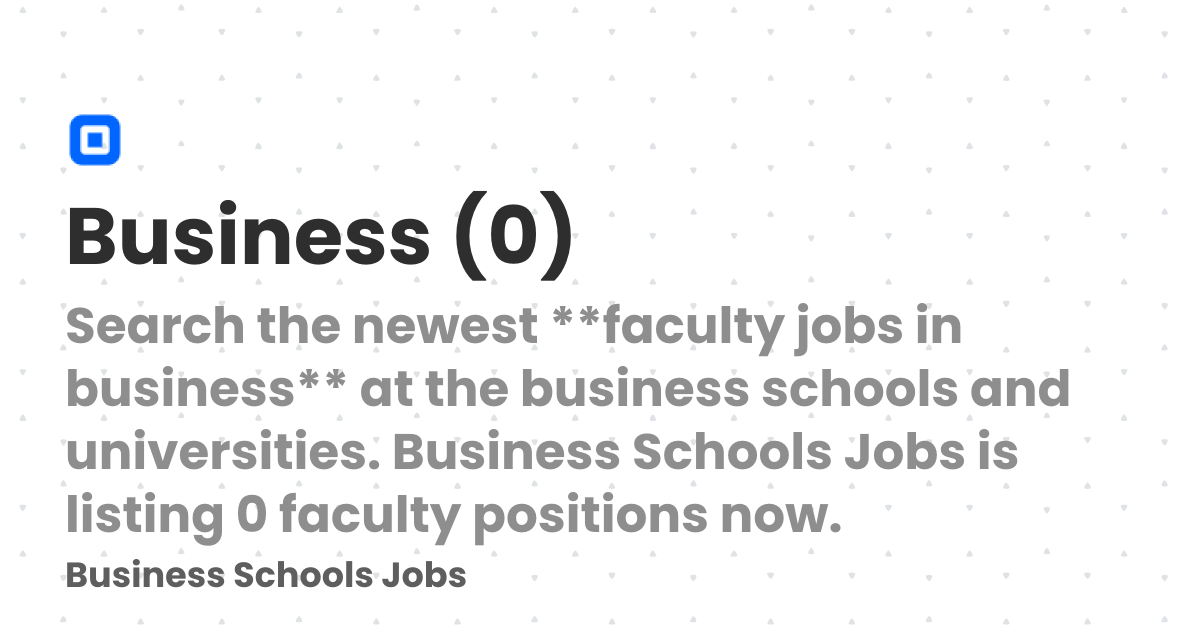 Business (0)
Search the newest **faculty jobs in
business** at the business schools and
universities. Business Schools Jobs is
listing 0 faculty positions now.
Business Schools Jobs